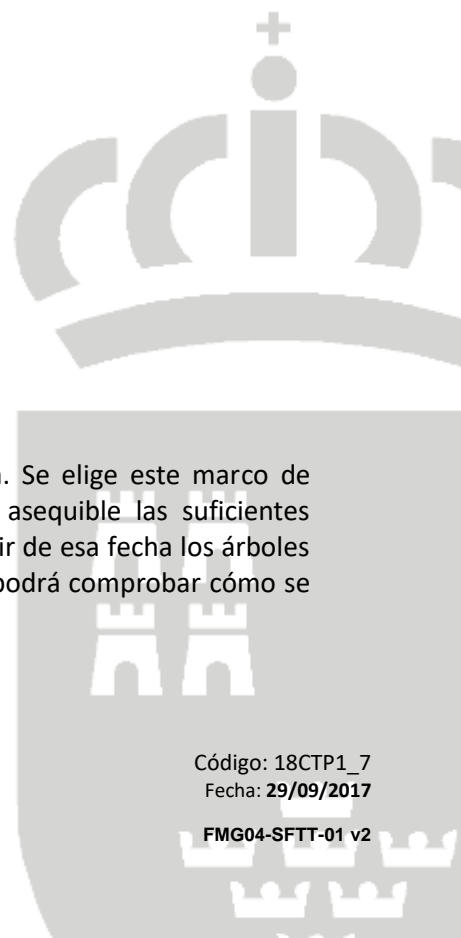 . Se elige este marco de
asequible las suficientes
ir de esa fecha los árboles
podrá comprobar cómo se
Código: 18CTP1_7
Fecha: 29/09/2017
FMG04-SFTT-01 v2